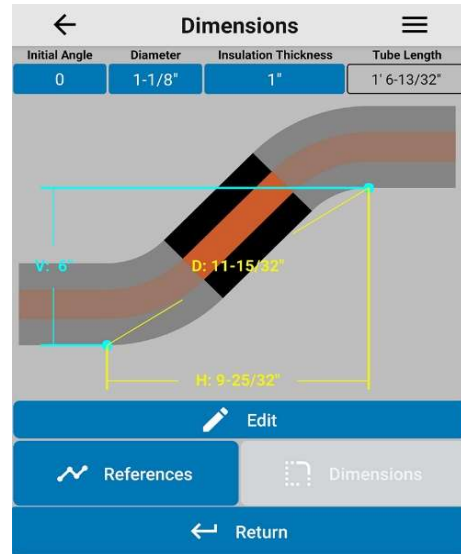 Dimensions
Initial Angle Diameter Insulation Thickness Tube Length
0 1-1/8" 1" 1' 6-13/32"
V: 6" D: 11-15/32"
H: 9-25/32"
Edit
References Dimensions
Return